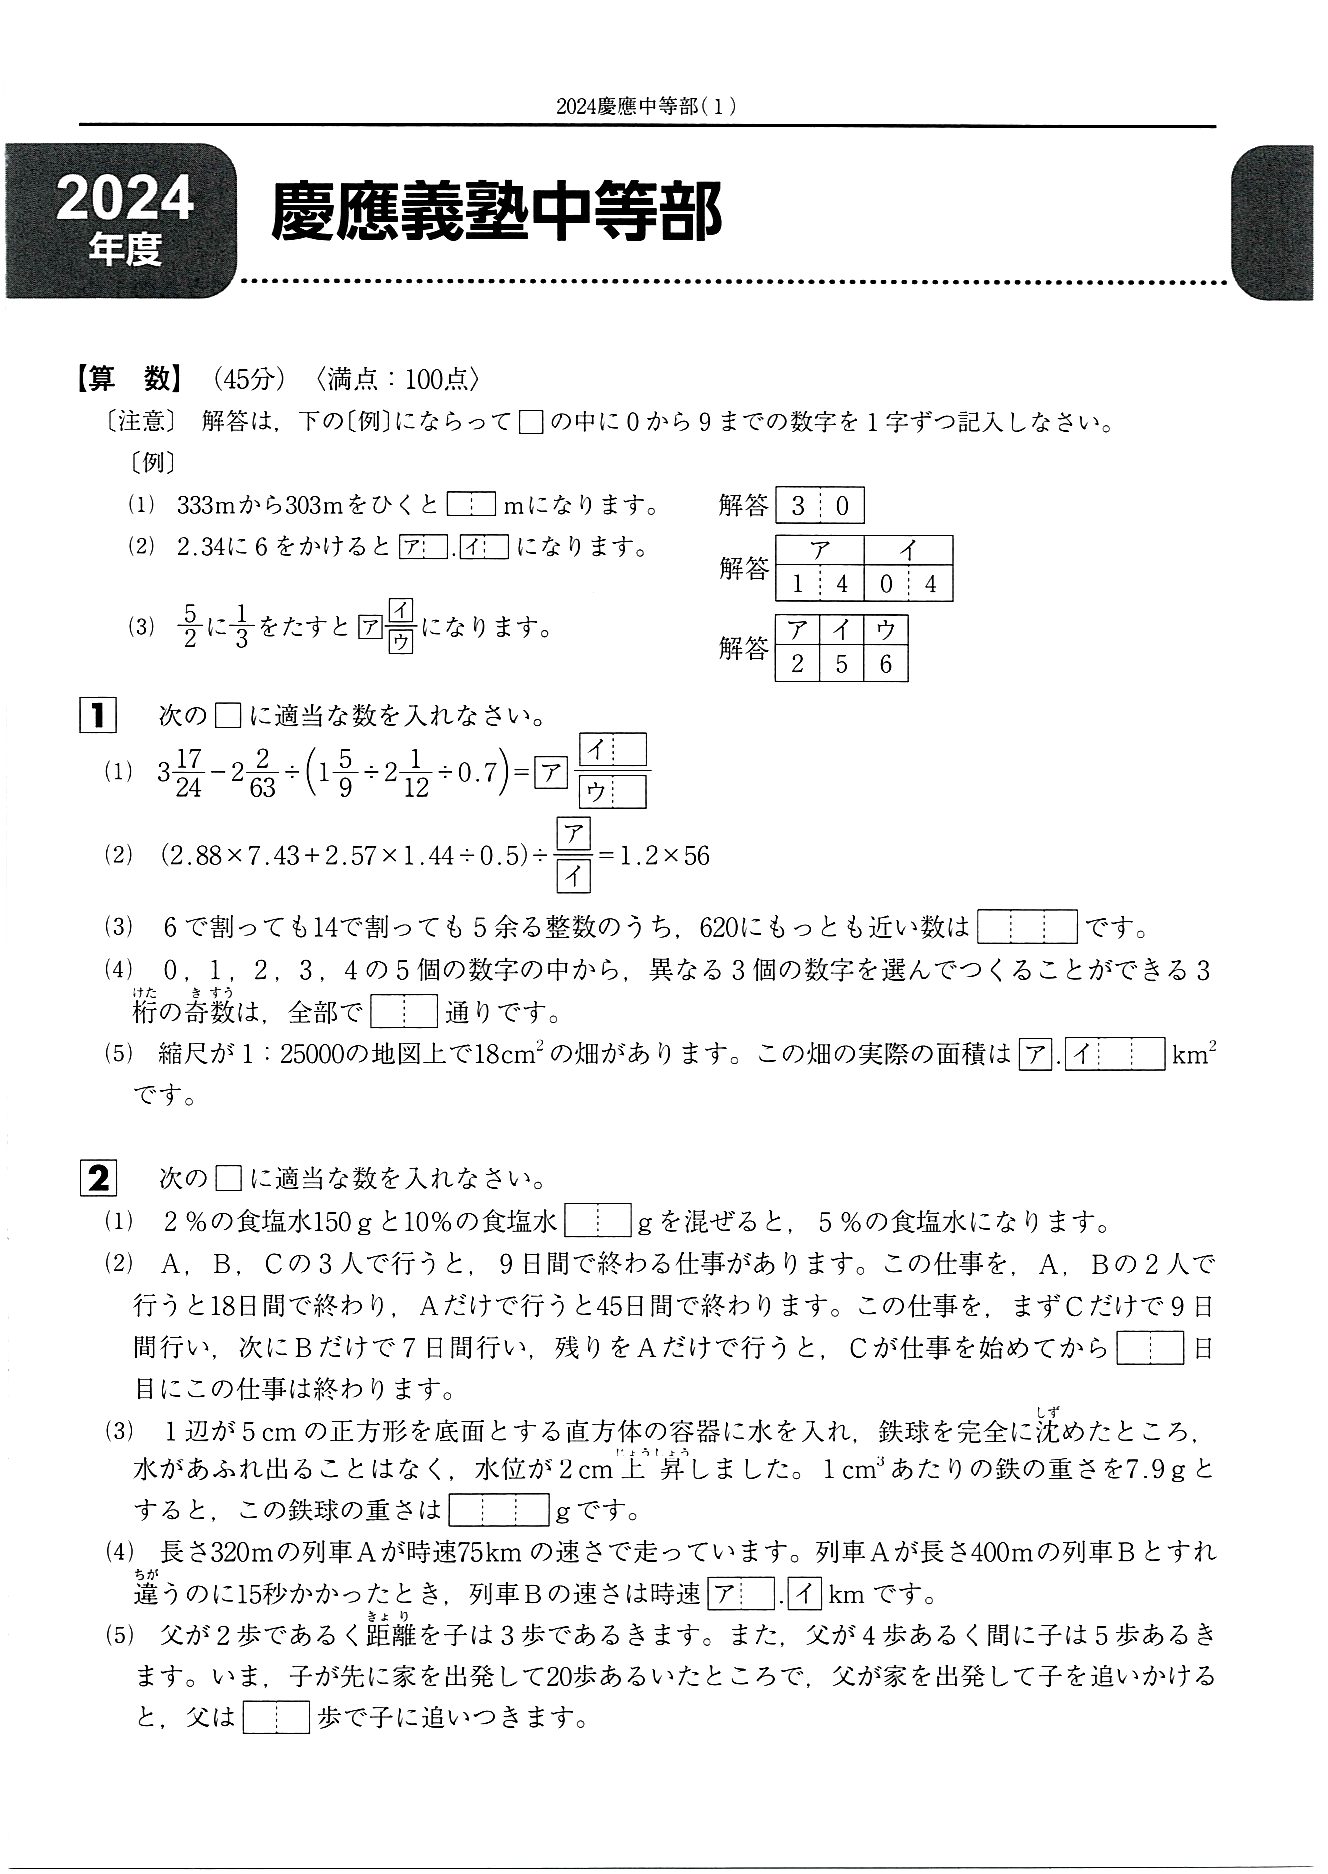 2024慶應中等部(1)
2024
年度
慶應義塾中等部
【算　数】（45分）〈満点：100点〉
〔注意〕 解答は，下の〔例〕にならって□の中に0から9までの数字を1字ずつ記入しなさい。
〔例〕
(1) 333mから303mをひくと□□mになります。 解答 3 0
(2) 2.34に6をかけるとア.イになります。 解答 ア イ 1 4 0 4
(3) 5/2に1/3をたすとア イ/ウになります。 解答 ア イ ウ 2 5 6
1 次の□に適当な数を入れなさい。
(1) 3 17/24－2 2/63÷(1 5/9÷2 1/12÷0.7)＝ア イ/ウ
(2) (2.88×7.43＋2.57×1.44÷0.5)÷ア/イ＝1.2×56
(3) 6で割っても14で割っても5余る整数のうち，620にもっとも近い数は□□□です。
(4) 0，1，2，3，4の5個の数字の中から，異なる3個の数字を選んでつくることができる3
けた きすう
桁の奇数は，全部で□□通りです。
(5) 縮尺が1：25000の地図上で18cm²の畑があります。この畑の実際の面積はア.イkm²
です。
2 次の□に適当な数を入れなさい。
(1) 2％の食塩水150gと10％の食塩水□□gを混ぜると，5％の食塩水になります。
(2) A，B，Cの3人で行うと，9日間で終わる仕事があります。この仕事を，A，Bの2人で
行うと18日間で終わり，Aだけで行うと45日間で終わります。この仕事を，まずCだけで9日
間行い，次にBだけで7日間行い，残りをAだけで行うと，Cが仕事を始めてから□□日
目にこの仕事は終わります。
しず
(3) 1辺が5cmの正方形を底面とする直方体の容器に水を入れ，鉄球を完全に沈めたところ，
じょうしょう
水があふれ出ることはなく，水位が2cm上昇しました。1cm³あたりの鉄の重さを7.9gと
すると，この鉄球の重さは□□□gです。
(4) 長さ320mの列車Aが時速75kmの速さで走っています。列車Aが長さ400mの列車Bとすれ
ちが
違うのに15秒かかったとき，列車Bの速さは時速ア.イkmです。
きょり
(5) 父が2歩であるく距離を子は3歩であるきます。また，父が4歩あるく間に子は5歩あるき
ます。いま，子が先に家を出発して20歩あるいたところで，父が家を出発して子を追いかける
と，父は□□歩で子に追いつきます。